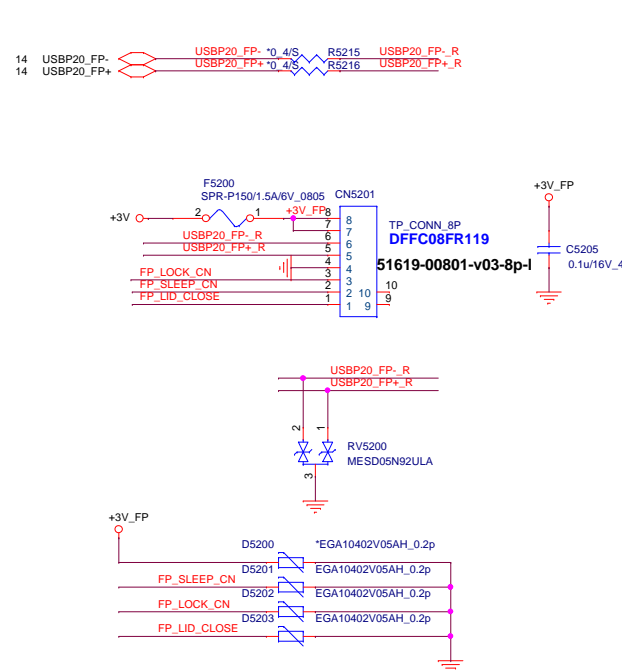 14 USBP20_FP- USBP20_FP- *0_4/S R5215 USBP20_FP-_R
14 USBP20_FP+ USBP20_FP+ *0_4/S R5216 USBP20_FP+_R
F5200
SPR-P150/1.5A/6V_0805 CN5201
+3V 2 1 +3V_FP 8 8
7 7
USBP20_FP-_R 6 6
USBP20_FP+_R 5 5
4 4
FP_LOCK_CN 3 3
FP_SLEEP_CN 2 2 10 10
FP_LID_CLOSE 1 1 9 9
TP_CONN_8P
DFFC08FR119
51619-00801-v03-8p-l
+3V_FP
C5205
0.1u/16V_4
USBP20_FP-_R
USBP20_FP+_R
2 1
RV5200
MESD05N92ULA
3
+3V_FP
D5200 *EGA10402V05AH_0.2p
D5201 EGA10402V05AH_0.2p
FP_SLEEP_CN
D5202 EGA10402V05AH_0.2p
FP_LOCK_CN
D5203 EGA10402V05AH_0.2p
FP_LID_CLOSE